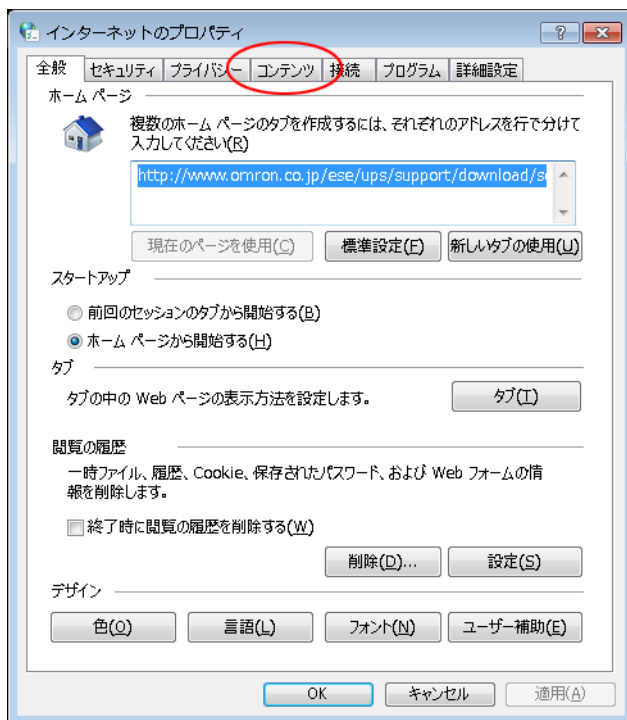 インターネットのプロパティ
全般 セキュリティ プライバシー コンテンツ 接続 プログラム 詳細設定
ホーム ページ
複数のホーム ページのタブを作成するには、それぞれのアドレスを行で分けて
入力してください(R)
http://www.omron.co.jp/ese/ups/support/download/s
現在のページを使用(C) 標準設定(F) 新しいタブの使用(U)
スタートアップ
前回のセッションのタブから開始する(B)
ホーム ページから開始する(H)
タブ
タブの中の Web ページの表示方法を設定します。 タブ(T)
閲覧の履歴
一時ファイル、履歴、Cookie、保存されたパスワード、および Web フォームの情
報を削除します。
終了時に閲覧の履歴を削除する(W)
削除(D)... 設定(S)
デザイン
色(O) 言語(L) フォント(N) ユーザー補助(E)
OK キャンセル 適用(A)